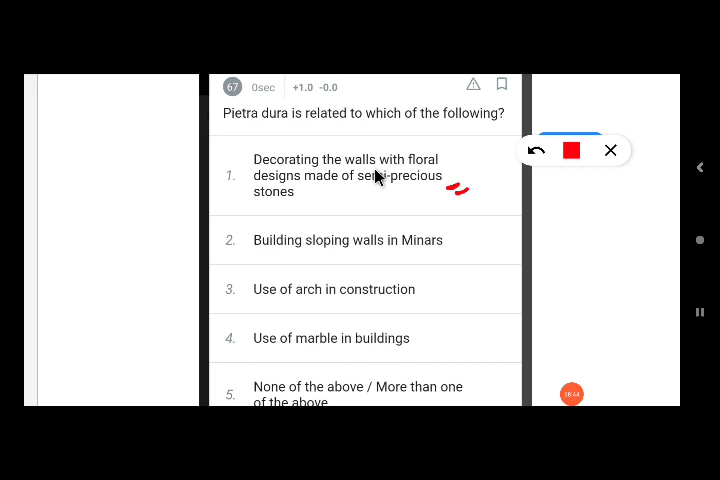 67 0sec +1.0 -0.0
Pietra dura is related to which of the following?
1. Decorating the walls with floral
designs made of semi-precious
stones
2. Building sloping walls in Minars
3. Use of arch in construction
4. Use of marble in buildings
5. None of the above / More than one
of the above
08:44